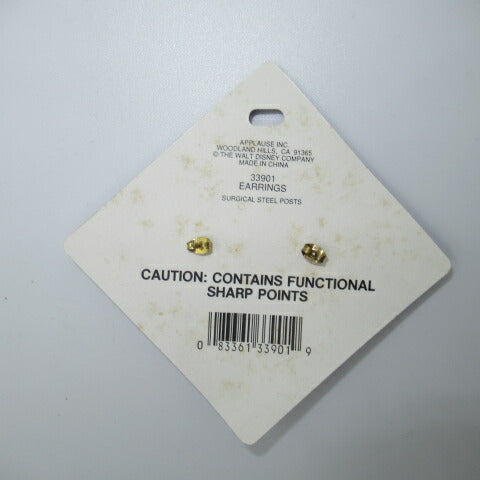 APPLAUSE INC.
WOODLAND HILLS, CA 91365
© THE WALT DISNEY COMPANY
MADE IN CHINA
33901
EARRINGS
SURGICAL STEEL POSTS
CAUTION: CONTAINS FUNCTIONAL
SHARP POINTS
0 83361 33901 9